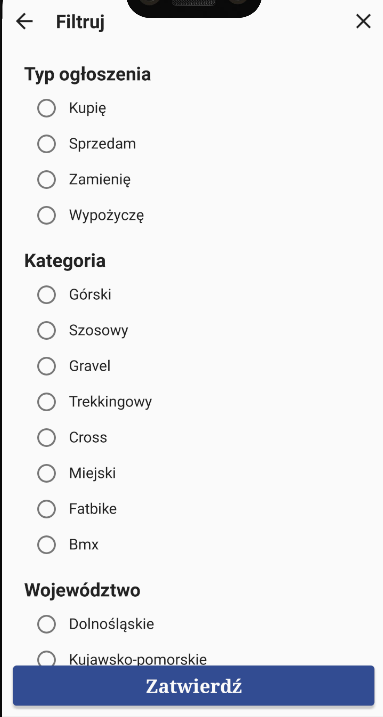 Filtruj
Typ ogłoszenia
Kupię
Sprzedam
Zamienię
Wypożyczę
Kategoria
Górski
Szosowy
Gravel
Trekkingowy
Cross
Miejski
Fatbike
Bmx
Województwo
Dolnośląskie
Kujawsko-pomorskie
Zatwierdź